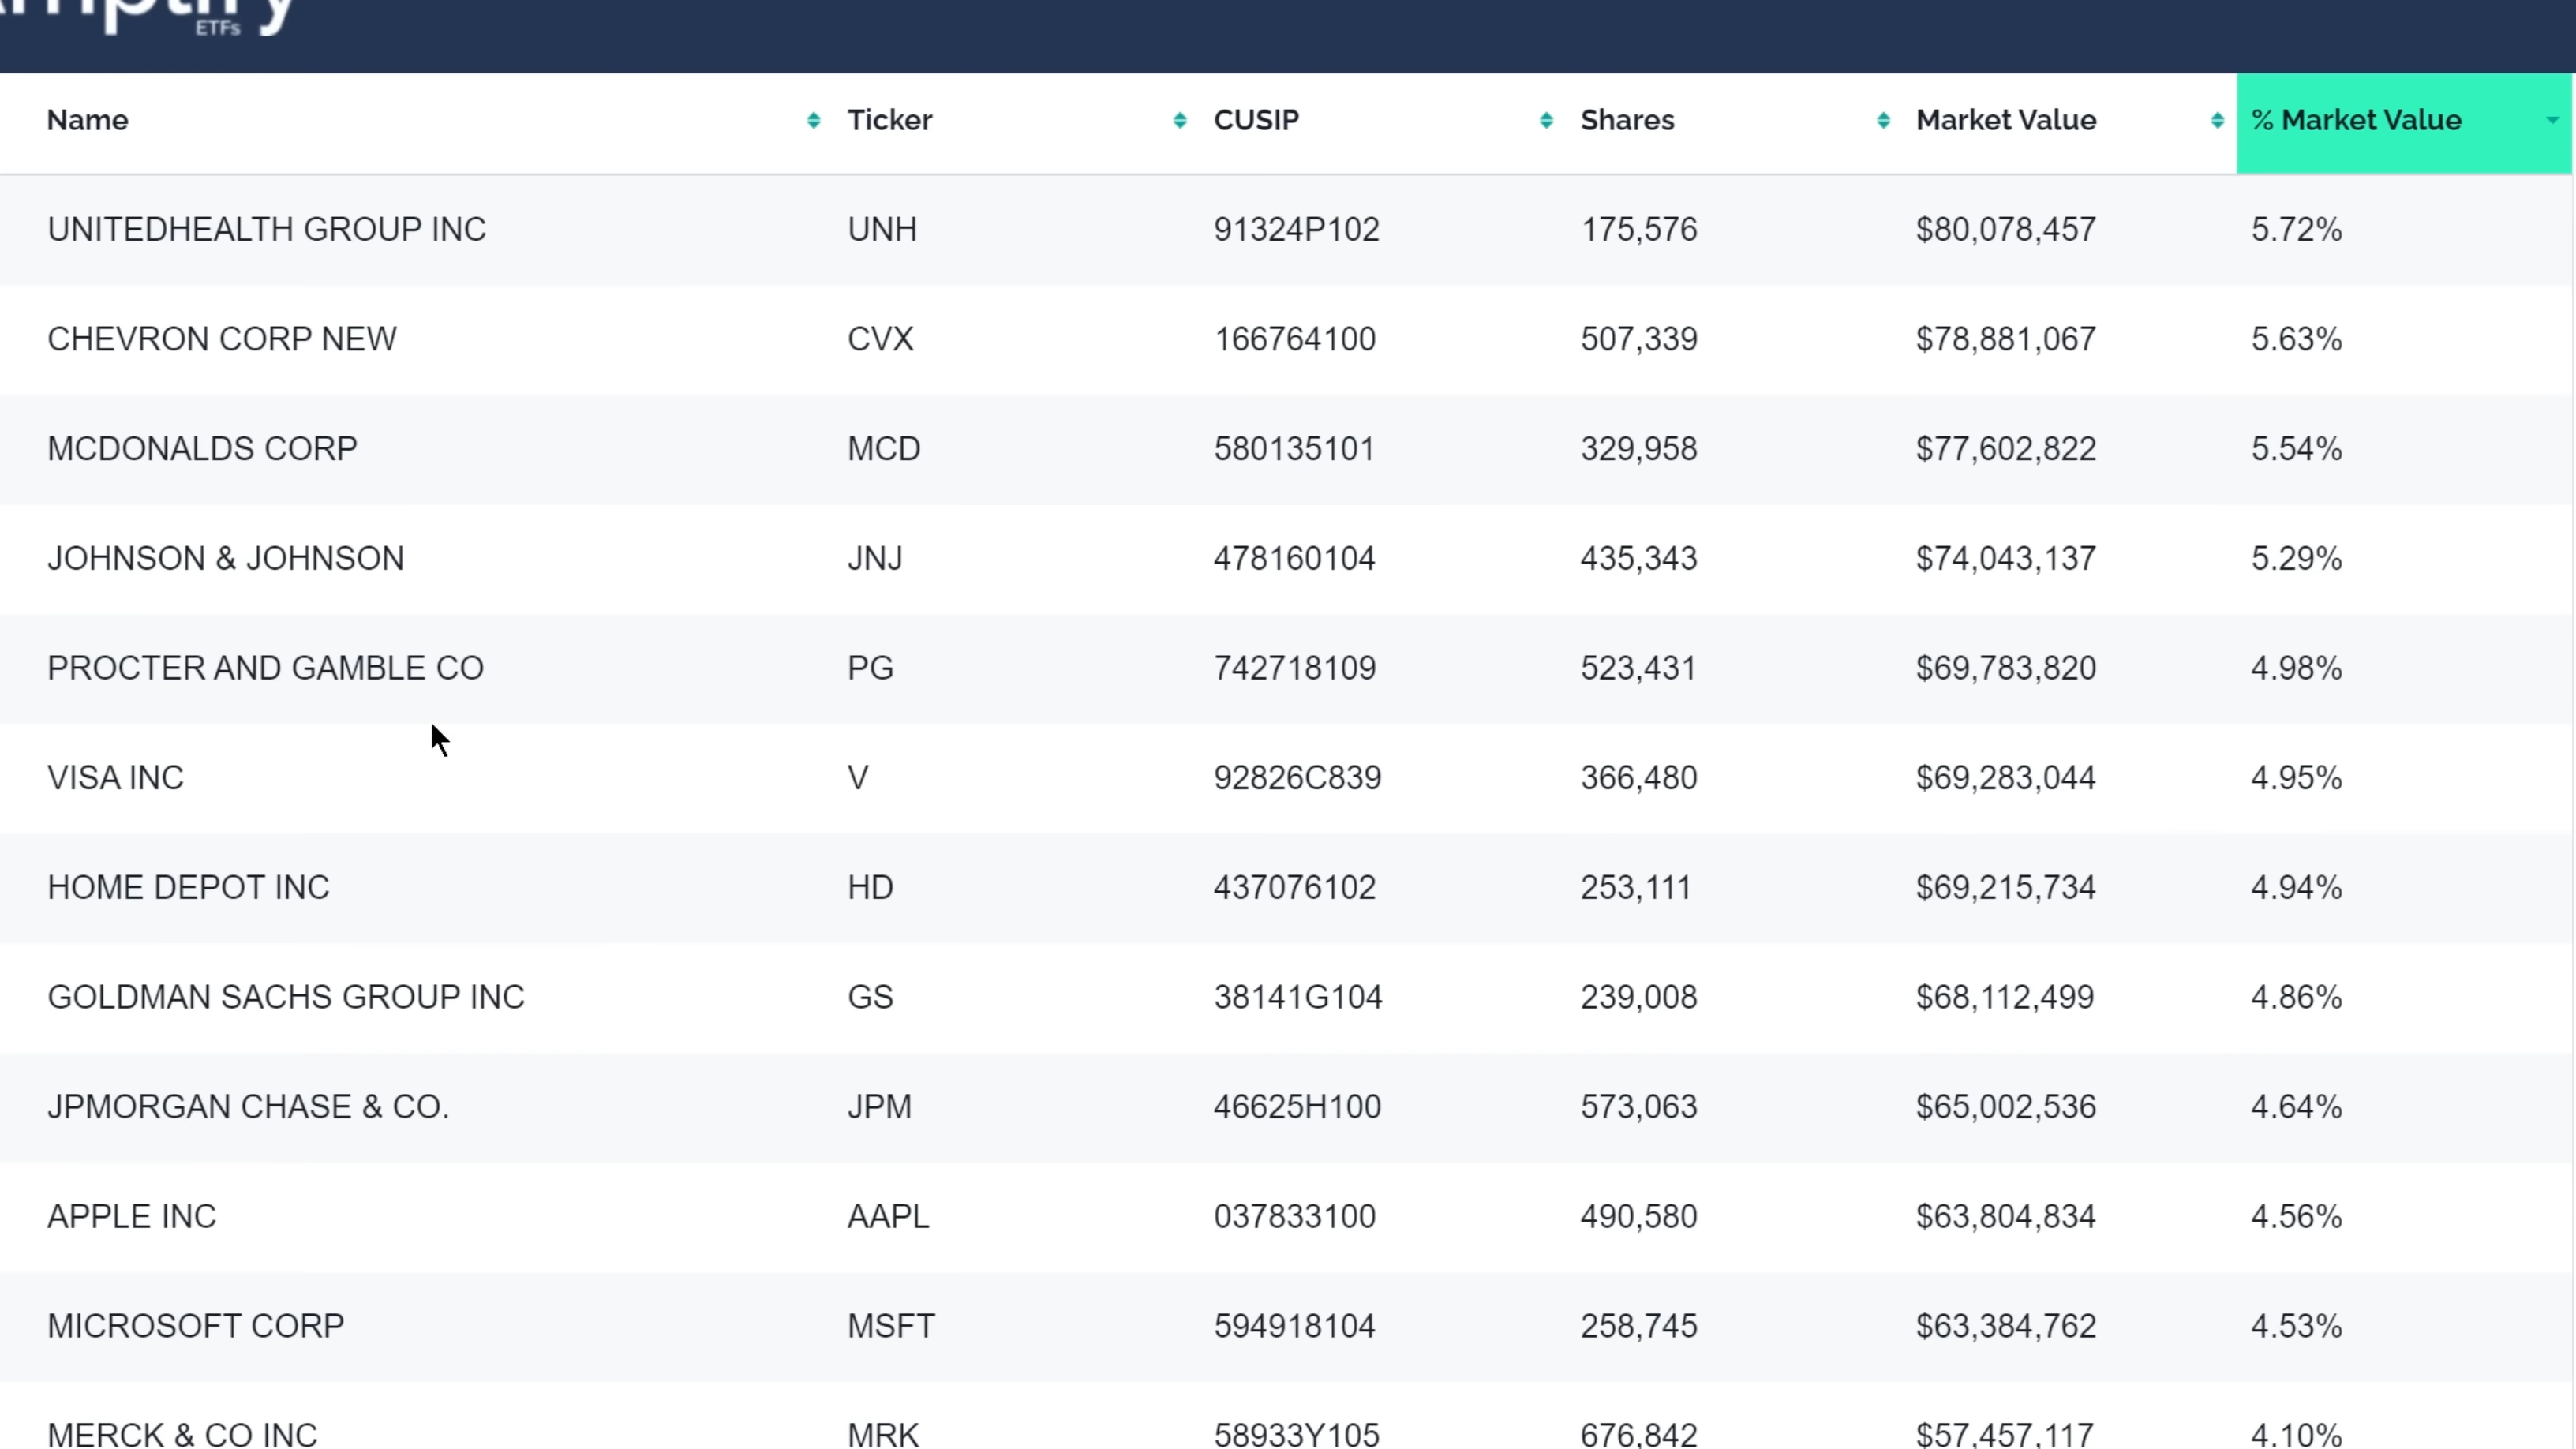 ETFs
Name Ticker CUSIP Shares Market Value % Market Value
UNITEDHEALTH GROUP INC UNH 91324P102 175,576 $80,078,457 5.72%
CHEVRON CORP NEW CVX 166764100 507,339 $78,881,067 5.63%
MCDONALDS CORP MCD 580135101 329,958 $77,602,822 5.54%
JOHNSON & JOHNSON JNJ 478160104 435,343 $74,043,137 5.29%
PROCTER AND GAMBLE CO PG 742718109 523,431 $69,783,820 4.98%
VISA INC V 92826C839 366,480 $69,283,044 4.95%
HOME DEPOT INC HD 437076102 253,111 $69,215,734 4.94%
GOLDMAN SACHS GROUP INC GS 38141G104 239,008 $68,112,499 4.86%
JPMORGAN CHASE & CO. JPM 46625H100 573,063 $65,002,536 4.64%
APPLE INC AAPL 037833100 490,580 $63,804,834 4.56%
MICROSOFT CORP MSFT 594918104 258,745 $63,384,762 4.53%
MERCK & CO INC MRK 58933Y105 676,842 $57,457,117 4.10%